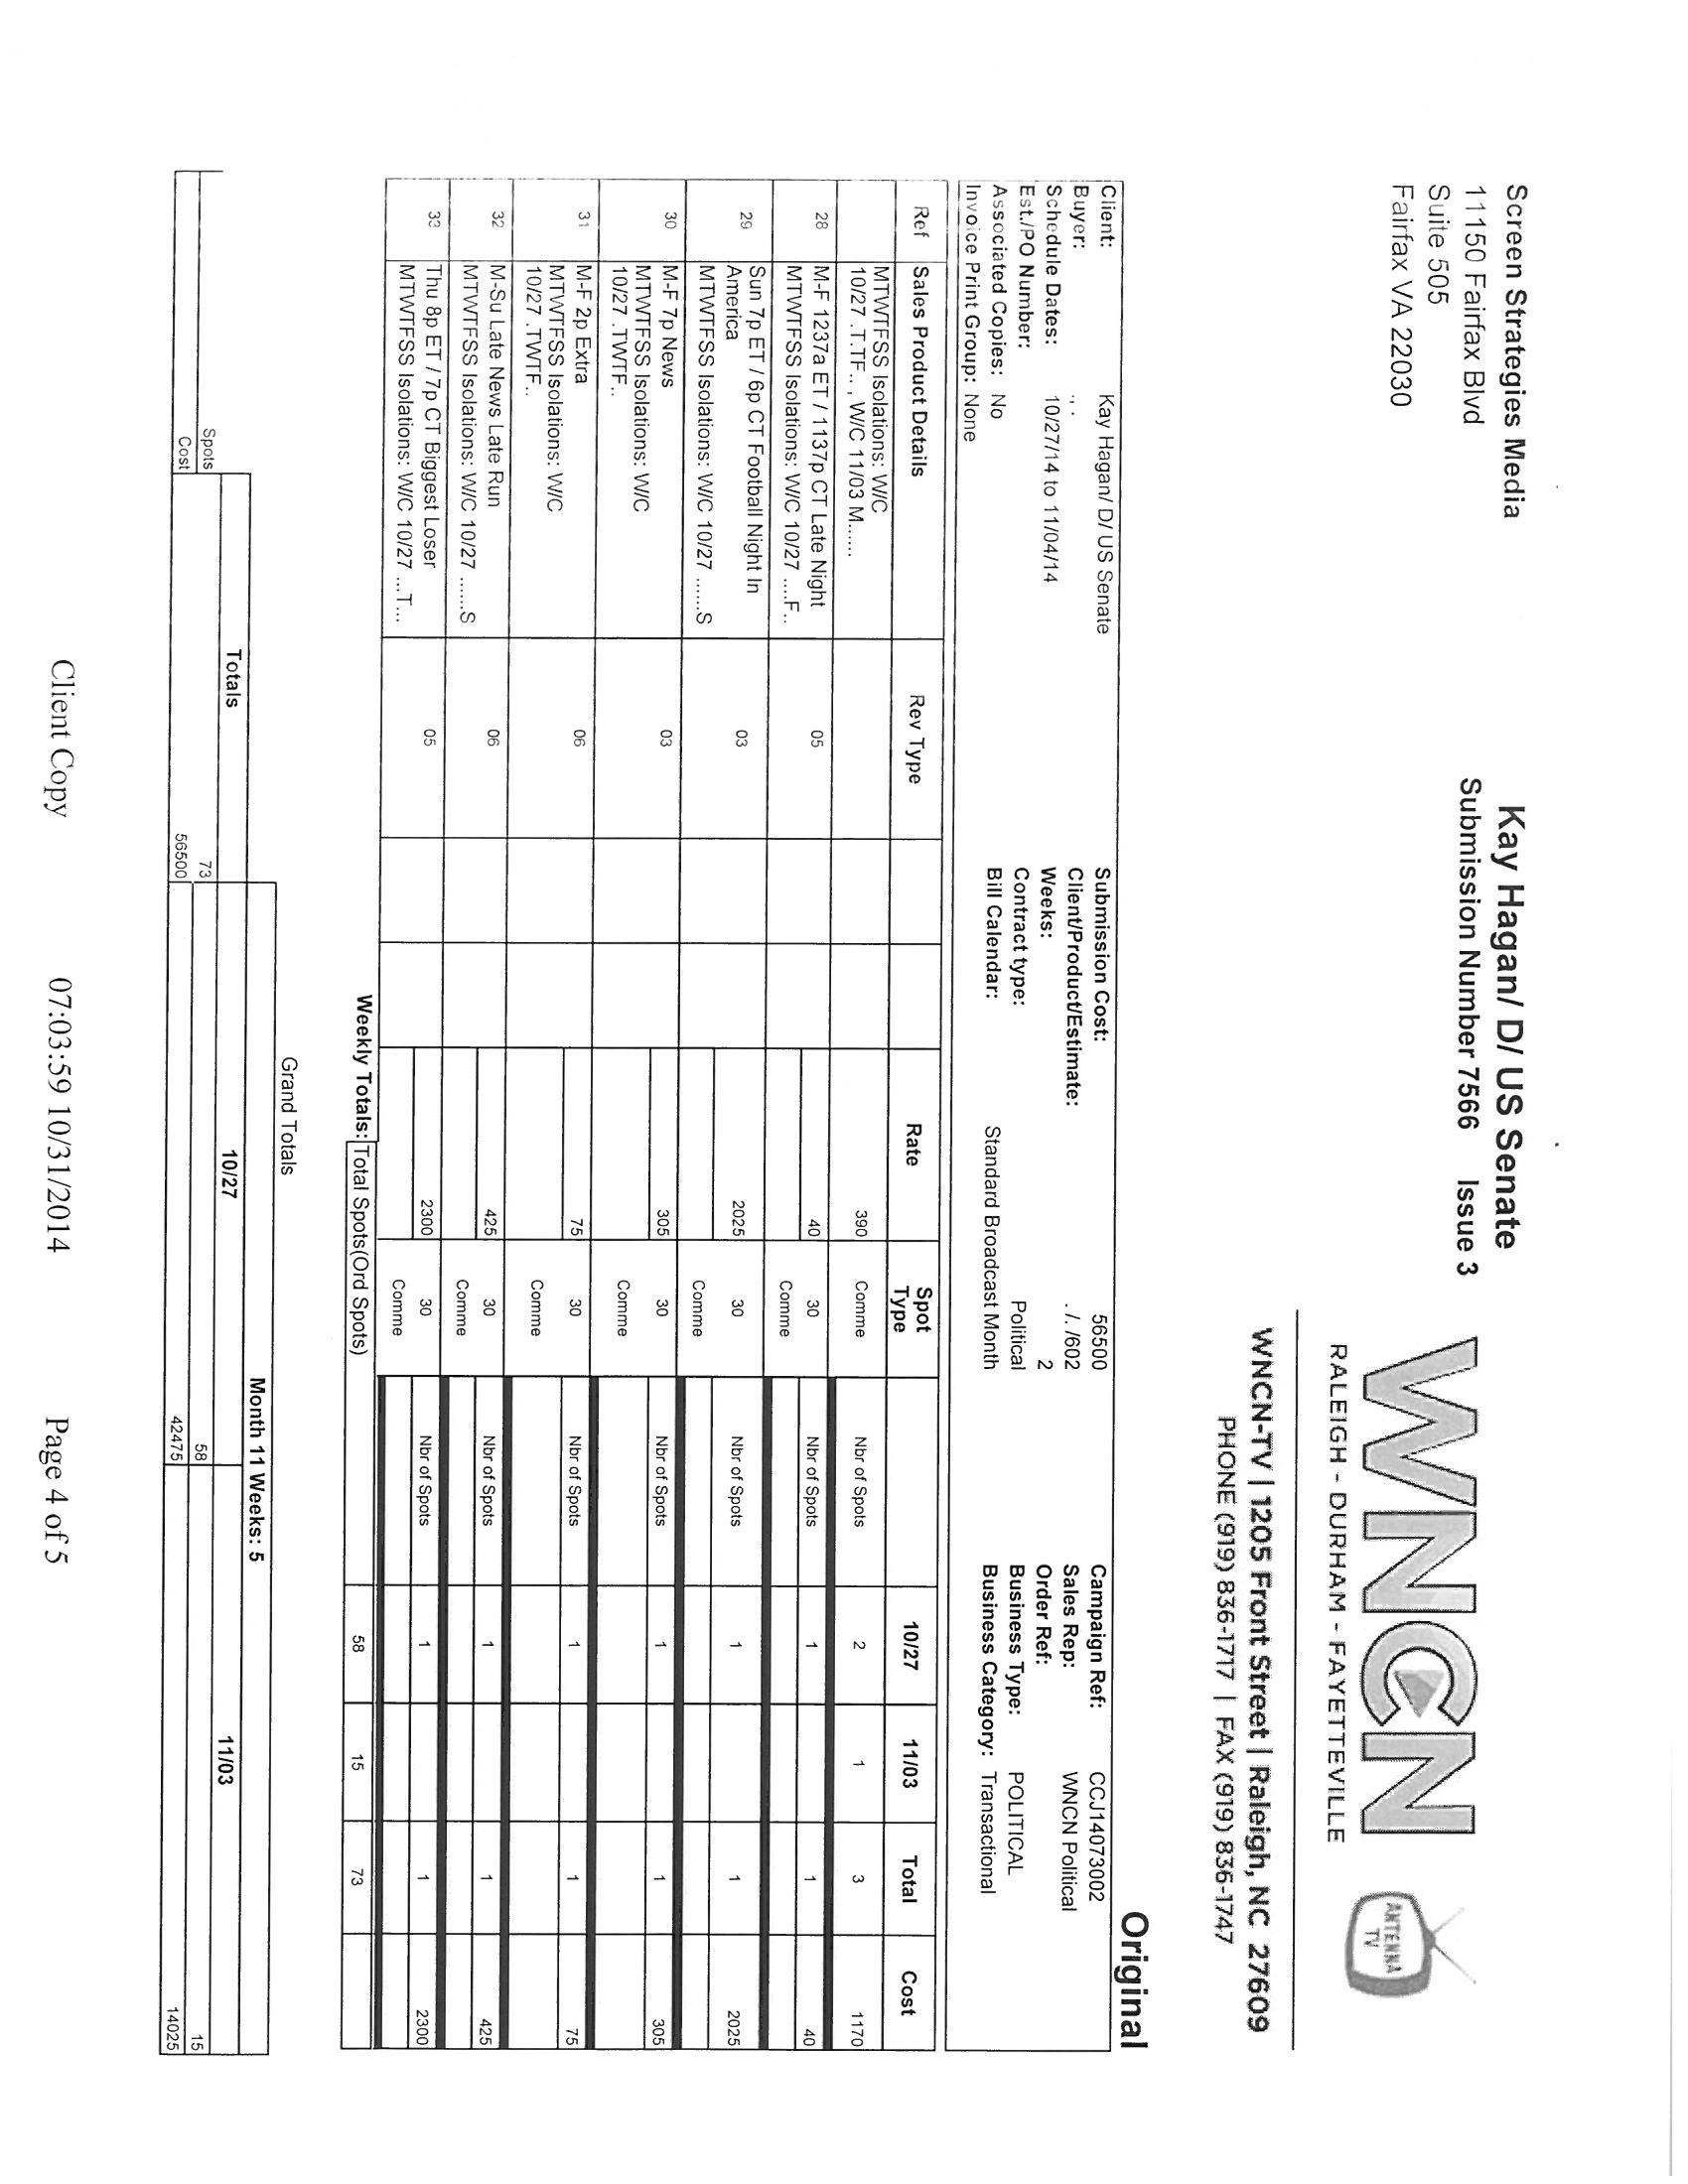 Screen Strategies Media
11150 Fairfax Blvd
Suite 505
Fairfax VA 22030
Kay Hagan/ D/ US Senate
Submission Number 7566 Issue 3
WNCN
RALEIGH - DURHAM - FAYETTEVILLE
ANTENNA
TV
WNCN-TV | 1205 Front Street | Raleigh, NC 27609
PHONE (919) 836-1717 | FAX (919) 836-1747
Original
Client: Kay Hagan/ D/ US Senate Submission Cost: 56500 Campaign Ref: CCJ14073002
Buyer: ., . Client/Product/Estimate: . /. /602 Sales Rep: WNCN Political
Schedule Dates: 10/27/14 to 11/04/14 Weeks: 2 Order Ref:
Est./PO Number: Contract type: Political Business Type: POLITICAL
Associated Copies: No Bill Calendar: Standard Broadcast Month Business Category: Transactional
Invoice Print Group: None
Ref Sales Product Details Rev Type Rate Spot Type 10/27 11/03 Total Cost
MTWTFSS Isolations: W/C 390 Comme Nbr of Spots 2 1 3 1170
10/27 .T.TF.. , W/C 11/03 M......
28 M-F 1237a ET / 1137p CT Late Night 05 40 30 Nbr of Spots 1 1 40
MTWTFSS Isolations: W/C 10/27 ....F.. Comme
29 Sun 7p ET / 6p CT Football Night In 03 2025 30 Nbr of Spots 1 1 2025
America
MTWTFSS Isolations: W/C 10/27 ......S Comme
30 M-F 7p News 03 305 30 Nbr of Spots 1 1 305
MTWTFSS Isolations: W/C
10/27 .TWTF.. Comme
31 M-F 2p Extra 06 75 30 Nbr of Spots 1 1 75
MTWTFSS Isolations: W/C
10/27 .TWTF.. Comme
32 M-Su Late News Late Run 06 425 30 Nbr of Spots 1 1 425
MTWTFSS Isolations: W/C 10/27 ......S Comme
33 Thu 8p ET / 7p CT Biggest Loser 05 2300 30 Nbr of Spots 1 1 2300
MTWTFSS Isolations: W/C 10/27 ...T... Comme
Weekly Totals: Total Spots(Ord Spots) 58 15 73
Grand Totals
Month 11 Weeks: 5
Totals 10/27 11/03
Spots 73 58 15
Cost 56500 42475 14025
Client Copy 07:03:59 10/31/2014 Page 4 of 5